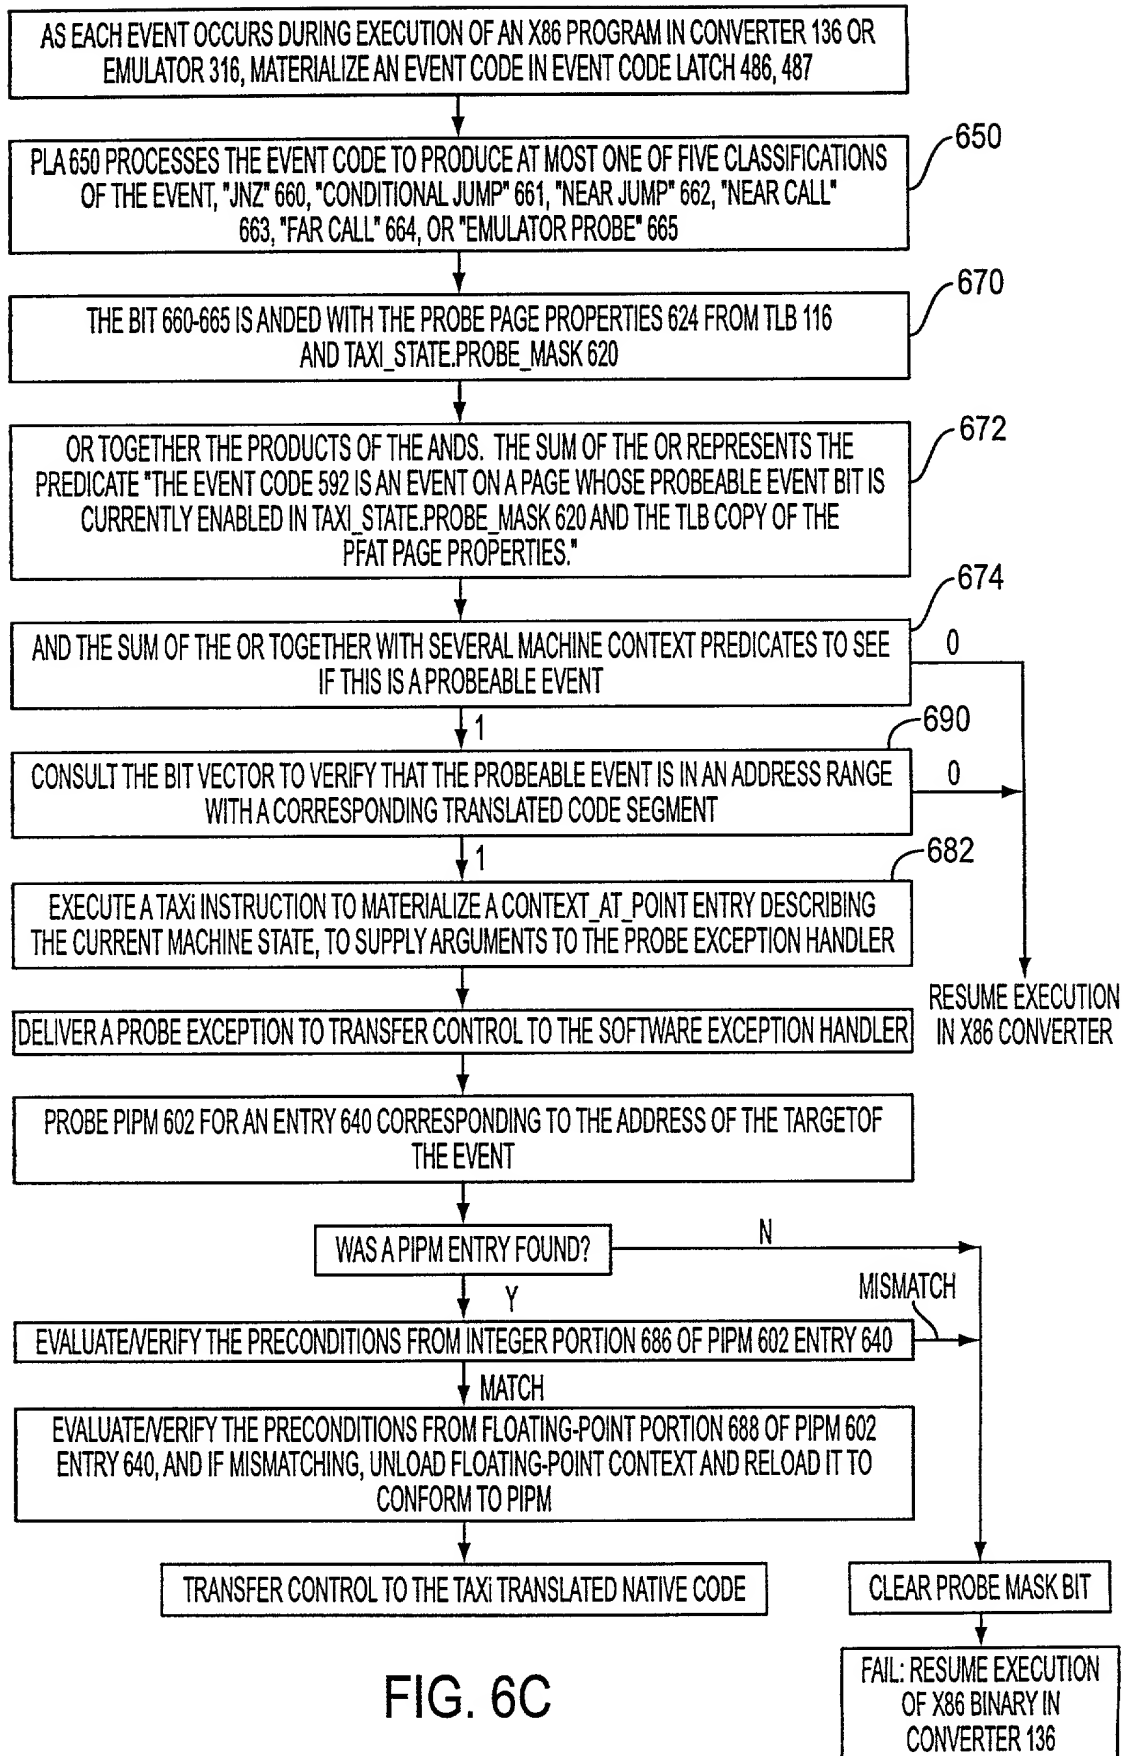 AS EACH EVENT OCCURS DURING EXECUTION OF AN X86 PROGRAM IN CONVERTER 136 OR
EMULATOR 316, MATERIALIZE AN EVENT CODE IN EVENT CODE LATCH 486, 487
650
PLA 650 PROCESSES THE EVENT CODE TO PRODUCE AT MOST ONE OF FIVE CLASSIFICATIONS
OF THE EVENT, "JNZ" 660, "CONDITIONAL JUMP" 661, "NEAR JUMP" 662, "NEAR CALL"
663, "FAR CALL" 664, OR "EMULATOR PROBE" 665
670
THE BIT 660-665 IS ANDED WITH THE PROBE PAGE PROPERTIES 624 FROM TLB 116
AND TAXI_STATE.PROBE_MASK 620
672
OR TOGETHER THE PRODUCTS OF THE ANDS. THE SUM OF THE OR REPRESENTS THE
PREDICATE "THE EVENT CODE 592 IS AN EVENT ON A PAGE WHOSE PROBEABLE EVENT BIT IS
CURRENTLY ENABLED IN TAXI_STATE.PROBE_MASK 620 AND THE TLB COPY OF THE
PFAT PAGE PROPERTIES."
674
AND THE SUM OF THE OR TOGETHER WITH SEVERAL MACHINE CONTEXT PREDICATES TO SEE
IF THIS IS A PROBEABLE EVENT
0
1
690
CONSULT THE BIT VECTOR TO VERIFY THAT THE PROBEABLE EVENT IS IN AN ADDRESS RANGE
WITH A CORRESPONDING TRANSLATED CODE SEGMENT
0
1
682
EXECUTE A TAXi INSTRUCTION TO MATERIALIZE A CONTEXT_AT_POINT ENTRY DESCRIBING
THE CURRENT MACHINE STATE, TO SUPPLY ARGUMENTS TO THE PROBE EXCEPTION HANDLER
RESUME EXECUTION
IN X86 CONVERTER
DELIVER A PROBE EXCEPTION TO TRANSFER CONTROL TO THE SOFTWARE EXCEPTION HANDLER
PROBE PIPM 602 FOR AN ENTRY 640 CORRESPONDING TO THE ADDRESS OF THE TARGETOF
THE EVENT
WAS A PIPM ENTRY FOUND?
N
Y
MISMATCH
EVALUATE/VERIFY THE PRECONDITIONS FROM INTEGER PORTION 686 OF PIPM 602 ENTRY 640
MATCH
EVALUATE/VERIFY THE PRECONDITIONS FROM FLOATING-POINT PORTION 688 OF PIPM 602
ENTRY 640, AND IF MISMATCHING, UNLOAD FLOATING-POINT CONTEXT AND RELOAD IT TO
CONFORM TO PIPM
TRANSFER CONTROL TO THE TAXi TRANSLATED NATIVE CODE
CLEAR PROBE MASK BIT
FAIL: RESUME EXECUTION
OF X86 BINARY IN
CONVERTER 136
FIG. 6C